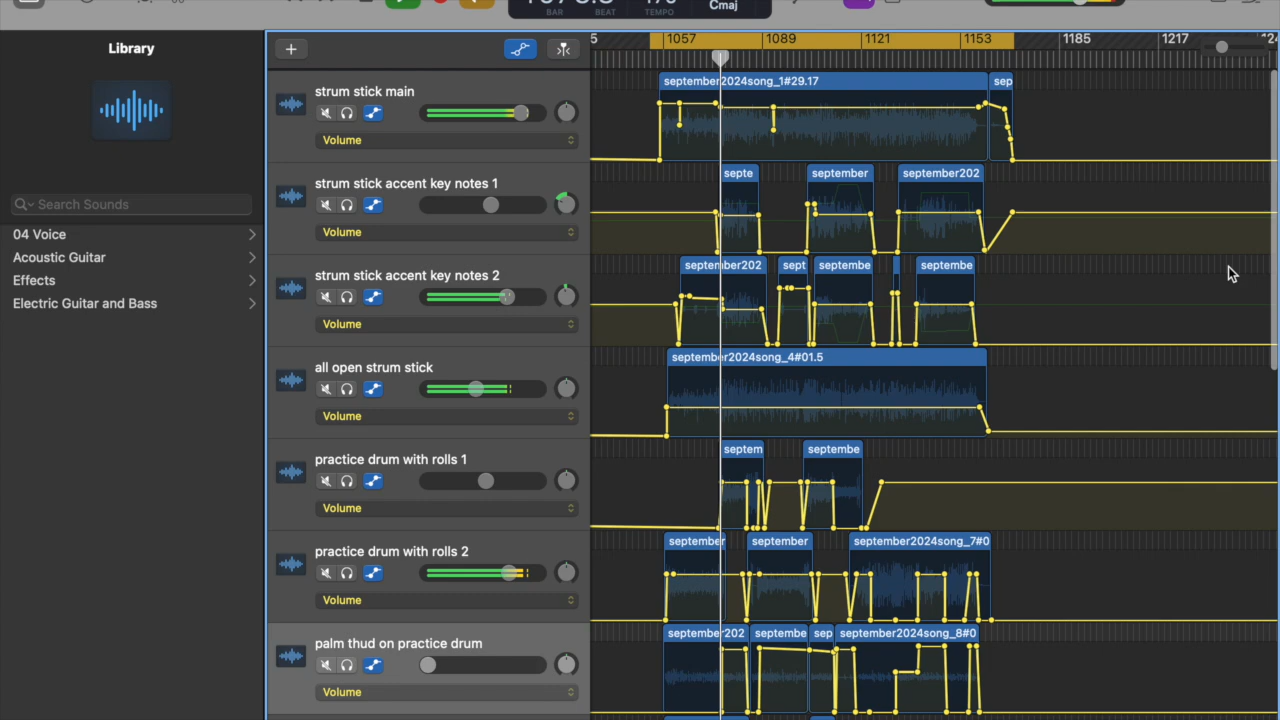 BAR BEAT TEMPO Cmaj
Library
5 1057 1089 1121 1153 1185 1217
Search Sounds
04 Voice
Acoustic Guitar
Effects
Electric Guitar and Bass
strum stick main
Volume
september2024song_1#29.17 sep
strum stick accent key notes 1
Volume
septe september september202
strum stick accent key notes 2
Volume
september202 sept septembe septembe
all open strum stick
Volume
september2024song_4#01.5
practice drum with rolls 1
Volume
septem septembe
practice drum with rolls 2
Volume
september september september2024song_7#0
palm thud on practice drum
Volume
september202 septembe sep september2024song_8#0